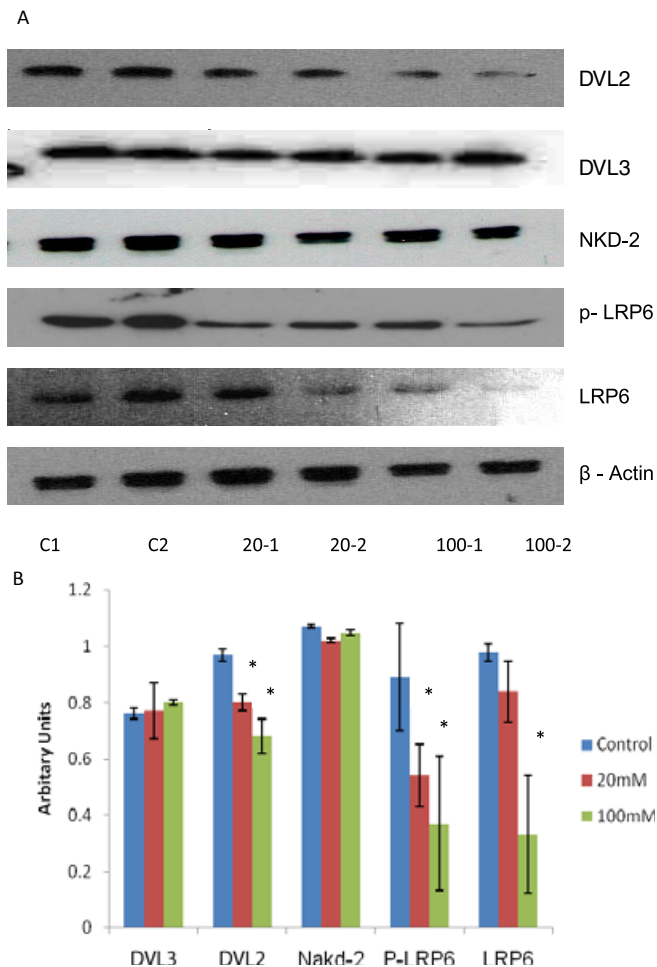 A
DVL2
DVL3
NKD-2
p- LRP6
LRP6
β - Actin
C1 C2 20-1 20-2 100-1 100-2
B
1.2
1
0.8
0.6
0.4
0.2
0
Arbitary Units
* * * * *
Control
20mM
100mM
DVL3 DVL2 Nakd-2 P-LRP6 LRP6